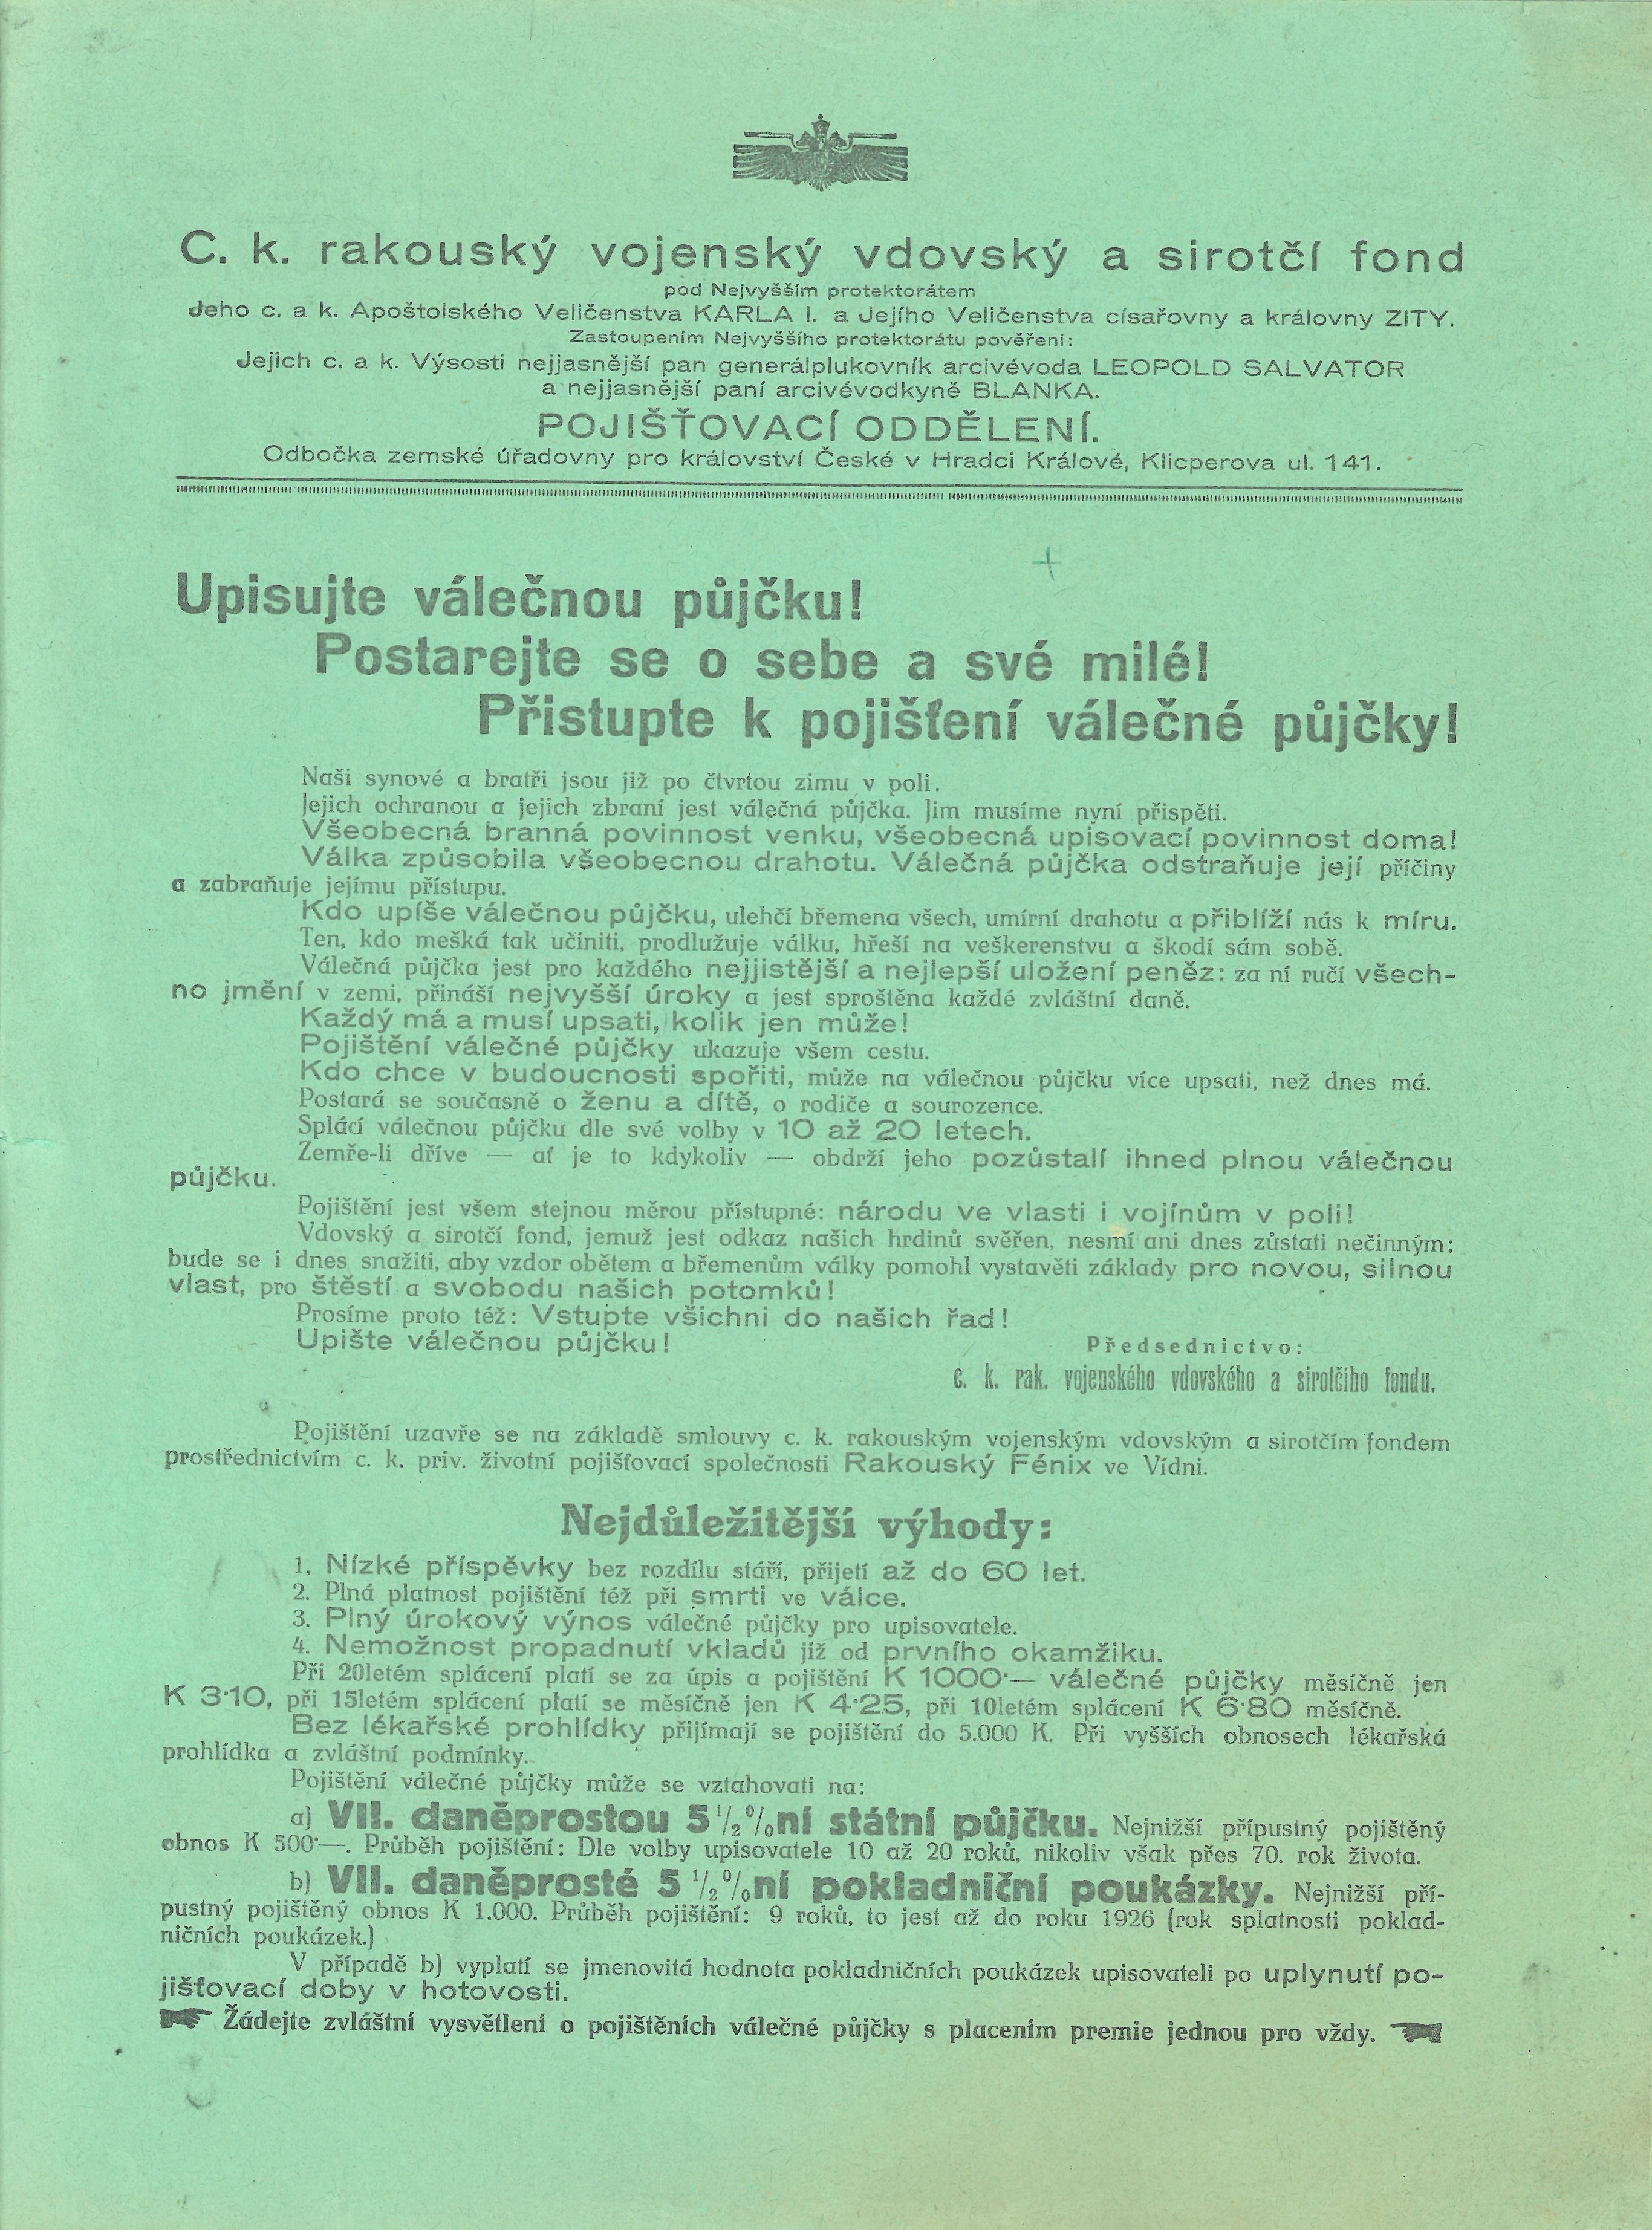 C. k. rakouský vojenský vdovský a sirotčí fond
pod Nejvyšším protektorátem
Jeho c. a k. Apoštolského Veličenstva KARLA I. a Jejího Veličenstva císařovny a královny ZITY.
Zastoupením Nejvyššího protektorátu pověřeni:
Jejich c. a k. Výsosti nejjasnější pan generálplukovník arcivévoda LEOPOLD SALVATOR
a nejjasnější paní arcivévodkyně BLANKA.
POJIŠŤOVACÍ ODDĚLENÍ.
Odbočka zemské úřadovny pro království České v Hradci Králové, Klicperova ul. 141.
Upisujte válečnou půjčku!
Postarejte se o sebe a své milé!
Přistupte k pojišťení válečné půjčky!
Naši synové a bratři jsou již po čtvrtou zimu v poli.
Jejich ochranou a jejich zbraní jest válečná půjčka. Jim musíme nyní přispěti.
Všeobecná branná povinnost venku, všeobecná upisovací povinnost doma!
Válka způsobila všeobecnou drahotu. Válečná půjčka odstraňuje její příčiny
a zabraňuje jejímu přístupu.
Kdo upíše válečnou půjčku, ulehčí břemena všech, umírní drahotu a přiblíží nás k míru.
Ten, kdo mešká tak učiniti, prodlužuje válku, hřeší na veškerenstvu a škodí sám sobě.
Válečná půjčka jest pro každého nejjistější a nejlepší uložení peněz: za ní ručí všech-
no jmění v zemi, přináší nejvyšší úroky a jest sproštěna každé zvláštní daně.
Každý má a musí upsati, kolik jen může!
Pojištění válečné půjčky ukazuje všem cestu.
Kdo chce v budoucnosti spořiti, může na válečnou půjčku více upsati, než dnes má.
Postará se současně o ženu a dítě, o rodiče a sourozence.
Splácí válečnou půjčku dle své volby v 10 až 20 letech.
Zemře-li dříve — ať je to kdykoliv — obdrží jeho pozůstalí ihned plnou válečnou
půjčku.
Pojištění jest všem stejnou měrou přístupné: národu ve vlasti i vojínům v poli!
Vdovský a sirotčí fond, jemuž jest odkaz našich hrdinů svěřen, nesmí ani dnes zůstati nečinným;
bude se i dnes snažiti, aby vzdor obětem a břemenům války pomohl vystavěti základy pro novou, silnou
vlast, pro štěstí a svobodu našich potomků!
Prosíme proto též: Vstupte všichni do našich řad!
Upište válečnou půjčku!
Předsednictvo:
c. k. rak. vojenského vdovského a sirotčího fondu.
Pojištění uzavře se na základě smlouvy c. k. rakouským vojenským vdovským a sirotčím fondem
prostřednictvím c. k. priv. životní pojišťovací společnosti Rakouský Fénix ve Vídni.
Nejdůležitější výhody:
1. Nízké příspěvky bez rozdílu stáří, přijetí až do 60 let.
2. Plná platnost pojištění též při smrti ve válce.
3. Plný úrokový výnos válečné půjčky pro upisovatele.
4. Nemožnost propadnutí vkladů již od prvního okamžiku.
Při 20letém splácení platí se za úpis a pojištění K 1000·— válečné půjčky měsíčně jen
K 3·10, při 15letém splácení platí se měsíčně jen K 4·25, při 10letém splácení K 6·80 měsíčně.
Bez lékařské prohlídky přijímají se pojištění do 5.000 K. Při vyšších obnosech lékařská
prohlídka a zvláštní podmínky.
Pojištění válečné půjčky může se vztahovati na:
a) VII. daněprostou 5 1/2 %ní státní půjčku. Nejnižší přípustný pojištěný
obnos K 500·—. Průběh pojištění: Dle volby upisovatele 10 až 20 roků, nikoliv však přes 70. rok života.
b) VII. daněprosté 5 1/2 %ní pokladniční poukázky. Nejnižší pří-
pustný pojištěný obnos K 1.000. Průběh pojištění: 9 roků, to jest až do roku 1926 (rok splatnosti poklad-
ničních poukázek.)
V případě b) vyplatí se jmenovitá hodnota pokladničních poukázek upisovateli po uplynutí po-
jišťovací doby v hotovosti.
☛ Žádejte zvláštní vysvětlení o pojištěních válečné půjčky s placením premie jednou pro vždy. ☚